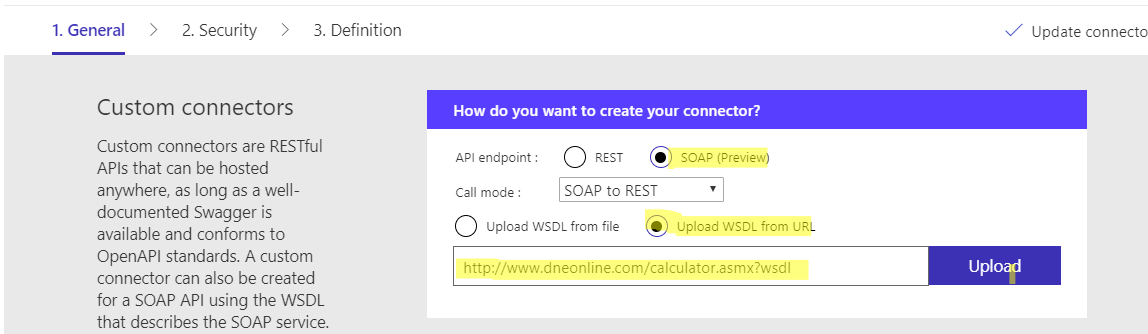 1. General > 2. Security > 3. Definition Update connecto
Custom connectors
Custom connectors are RESTful
APIs that can be hosted
anywhere, as long as a well-
documented Swagger is
available and conforms to
OpenAPI standards. A custom
connector can also be created
for a SOAP API using the WSDL
that describes the SOAP service.
How do you want to create your connector?
API endpoint : REST SOAP (Preview)
Call mode : SOAP to REST
Upload WSDL from file Upload WSDL from URL
http://www.dneonline.com/calculator.asmx?wsdl Upload